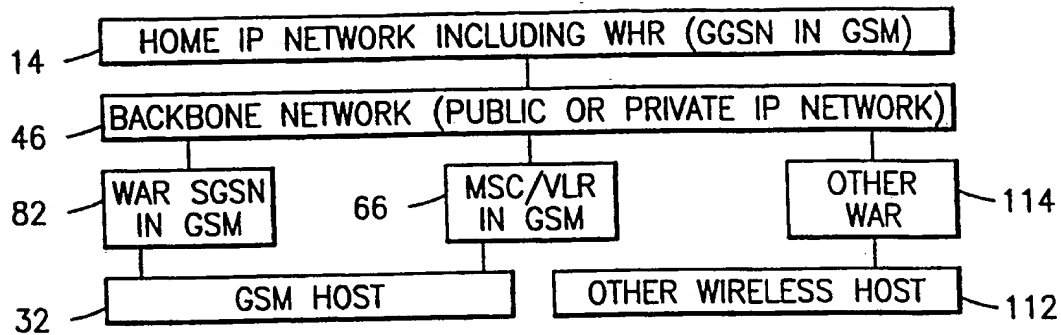 HOME IP NETWORK INCLUDING WHR (GGSN IN GSM)
14
BACKBONE NETWORK (PUBLIC OR PRIVATE IP NETWORK)
46
WAR SGSN
IN GSM
82
MSC/VLR
IN GSM
66
OTHER
WAR
114
GSM HOST
32
OTHER WIRELESS HOST
112